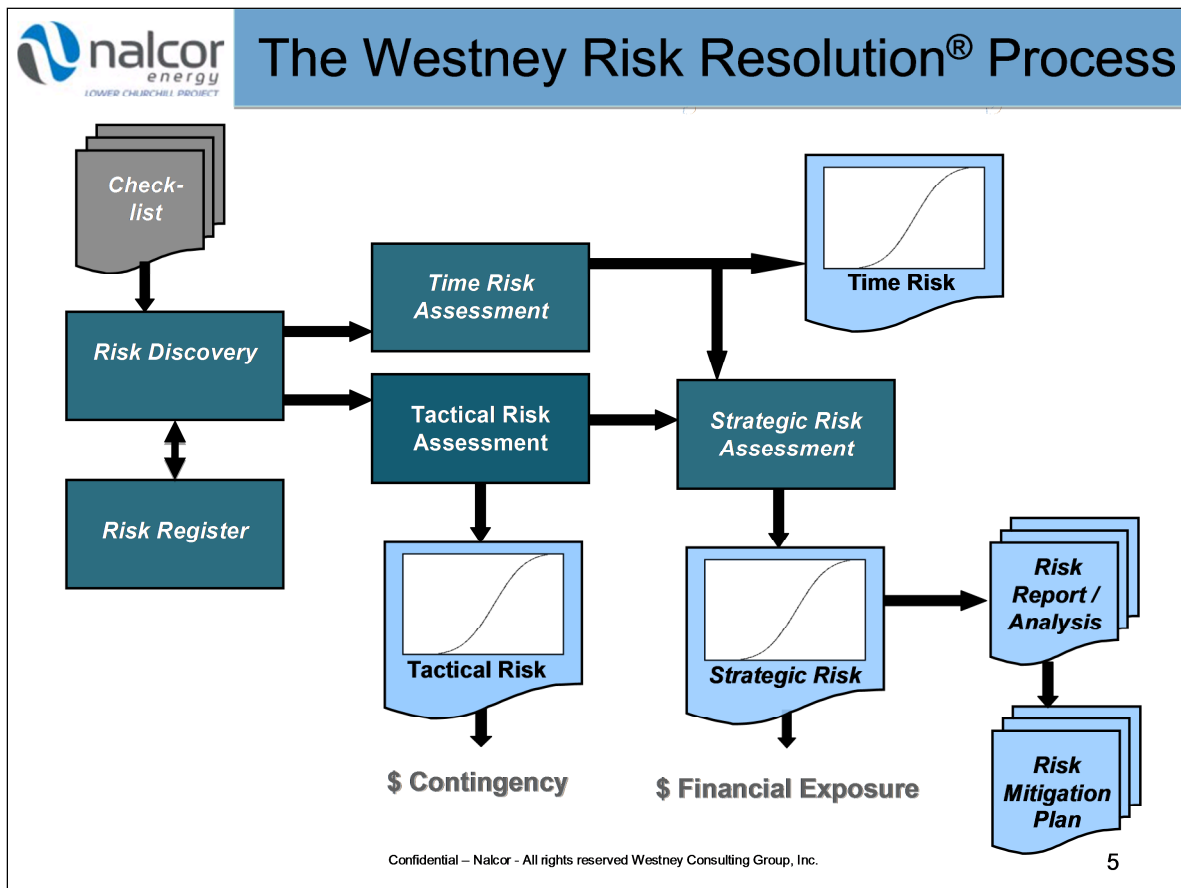 nalcor
energy
LOWER CHURCHILL PROJECT
The Westney Risk Resolution® Process
Check-
list
Risk Discovery
Risk Register
Time Risk
Assessment
Tactical Risk
Assessment
Time Risk
Strategic Risk
Assessment
Tactical Risk
$ Contingency
Strategic Risk
$ Financial Exposure
Risk
Report /
Analysis
Risk
Mitigation
Plan
Confidential – Nalcor - All rights reserved Westney Consulting Group, Inc.
5